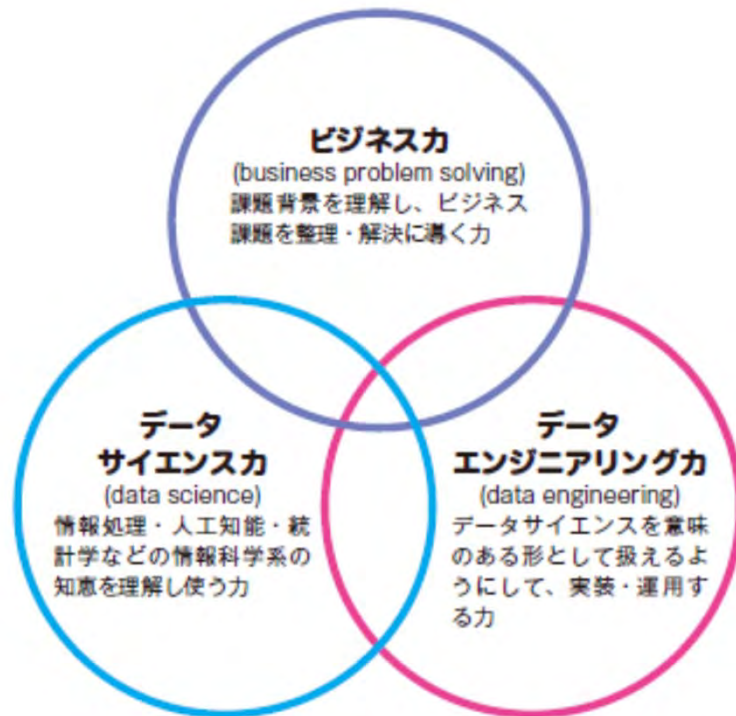 ビジネス力
(business problem solving)
課題背景を理解し、ビジネス
課題を整理・解決に導く力
データ
サイエンス力
(data science)
情報処理・人工知能・統
計学などの情報科学系の
知恵を理解し使う力
データ
エンジニアリング力
(data engineering)
データサイエンスを意味
のある形として扱えるよ
うにして、実装・運用す
る力